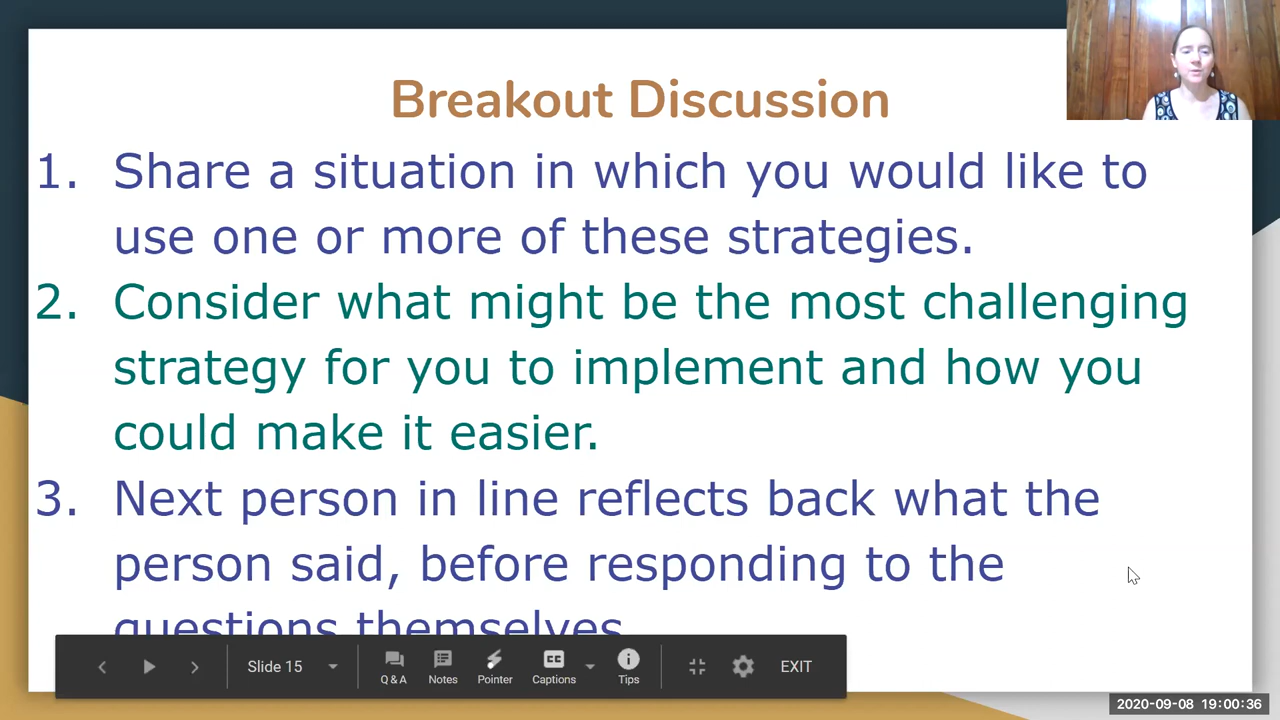 Breakout Discussion
1. Share a situation in which you would like to
use one or more of these strategies.
2. Consider what might be the most challenging
strategy for you to implement and how you
could make it easier.
3. Next person in line reflects back what the
person said, before responding to the
questions themselves.
Slide 15
Q & A
Notes
Pointer
CC
Captions
Tips
EXIT
2020-09-08 19:00:36